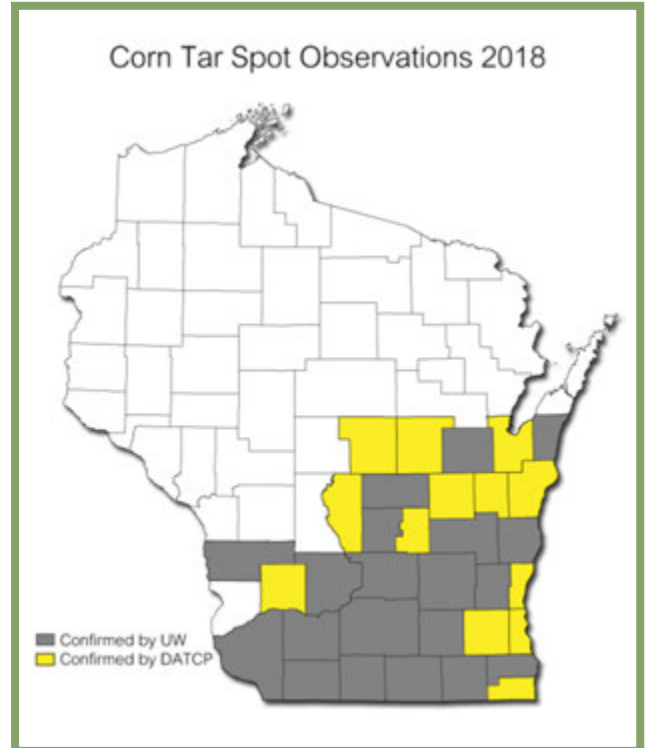 Corn Tar Spot Observations 2018
Confirmed by UW
Confirmed by DATCP